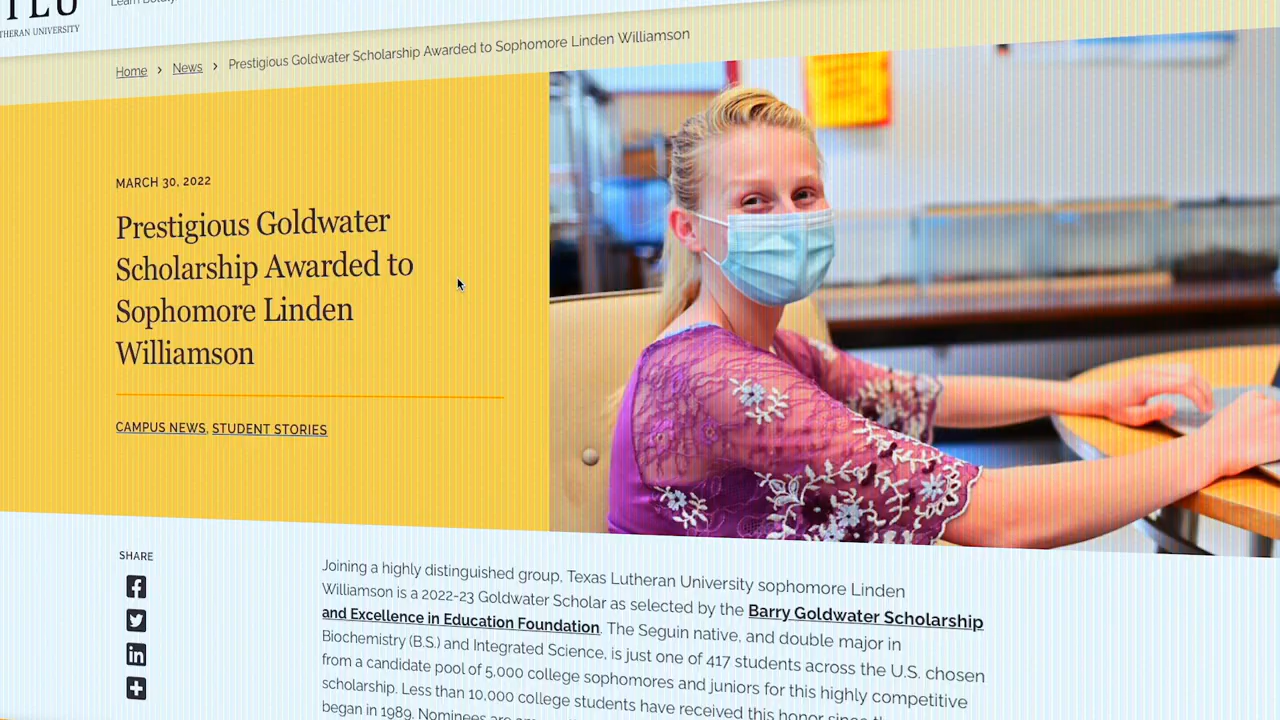 TLU
THERAN UNIVERSITY
Learn Boldly.
Home > News > Prestigious Goldwater Scholarship Awarded to Sophomore Linden Williamson
MARCH 30, 2022
Prestigious Goldwater
Scholarship Awarded to
Sophomore Linden
Williamson
CAMPUS NEWS, STUDENT STORIES
SHARE
Joining a highly distinguished group, Texas Lutheran University sophomore Linden
Williamson is a 2022-23 Goldwater Scholar as selected by the Barry Goldwater Scholarship
and Excellence in Education Foundation. The Seguin native, and double major in
Biochemistry (B.S.) and Integrated Science, is just one of 417 students across the U.S. chosen
from a candidate pool of 5,000 college sophomores and juniors for this highly competitive
scholarship. Less than 10,000 college students have received this honor since the
began in 1989. Nominees are